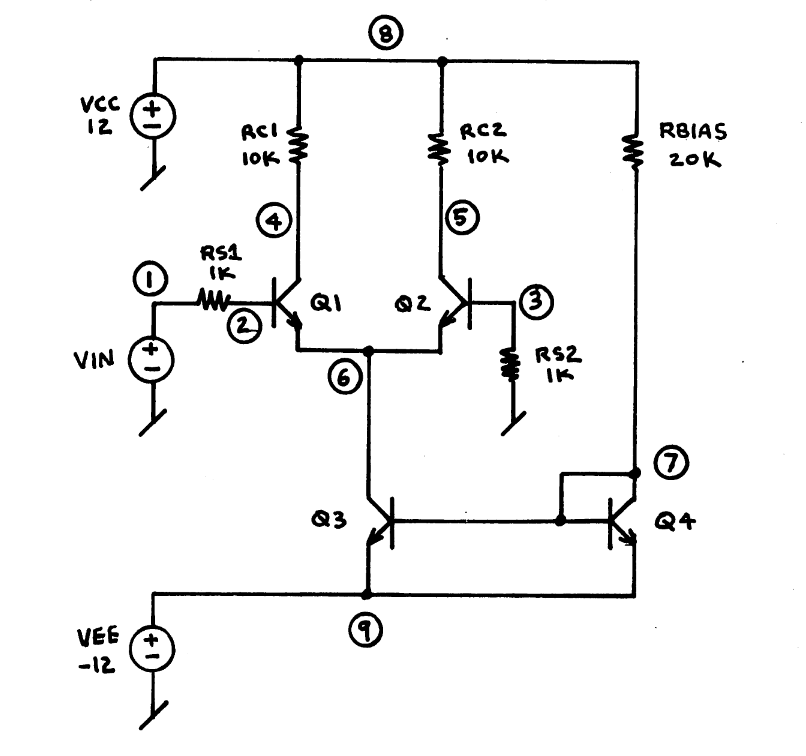 8
VCC
12
+
−
RC1
10K
RC2
10K
RBIAS
20K
4
5
1
RS1
1K
2
Q1
Q2
3
VIN
+
−
6
RS2
1K
7
Q3
Q4
9
VEE
-12
+
−